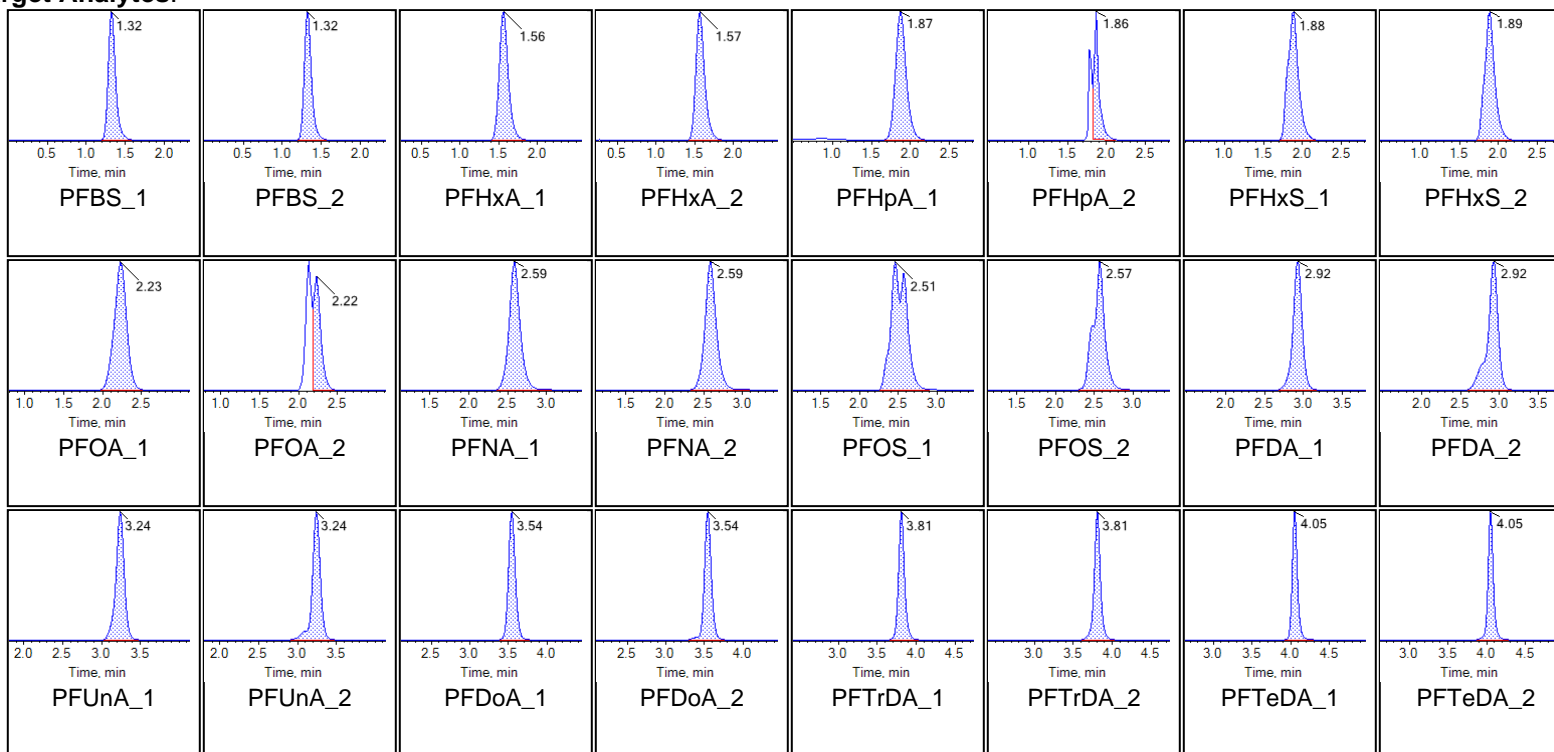 rget Analytes:
1.32 1.32 1.56 1.57 1.87 1.86 1.88 1.89
0.5 1.0 1.5 2.0 0.5 1.0 1.5 2.0 0.5 1.0 1.5 2.0 0.5 1.0 1.5 2.0 1.0 1.5 2.0 2.5 1.0 1.5 2.0 2.5 1.0 1.5 2.0 2.5 1.0 1.5 2.0 2.5
Time, min Time, min Time, min Time, min Time, min Time, min Time, min Time, min
PFBS_1 PFBS_2 PFHxA_1 PFHxA_2 PFHpA_1 PFHpA_2 PFHxS_1 PFHxS_2
2.23 2.22 2.59 2.59 2.51 2.57 2.92 2.92
1.0 1.5 2.0 2.5 1.0 1.5 2.0 2.5 1.5 2.0 2.5 3.0 1.5 2.0 2.5 3.0 1.5 2.0 2.5 3.0 1.5 2.0 2.5 3.0 2.0 2.5 3.0 3.5 2.0 2.5 3.0 3.5
Time, min Time, min Time, min Time, min Time, min Time, min Time, min Time, min
PFOA_1 PFOA_2 PFNA_1 PFNA_2 PFOS_1 PFOS_2 PFDA_1 PFDA_2
3.24 3.24 3.54 3.54 3.81 3.81 4.05 4.05
2.0 2.5 3.0 3.5 2.0 2.5 3.0 3.5 2.5 3.0 3.5 4.0 2.5 3.0 3.5 4.0 3.0 3.5 4.0 4.5 3.0 3.5 4.0 4.5 3.0 3.5 4.0 4.5 3.0 3.5 4.0 4.5
Time, min Time, min Time, min Time, min Time, min Time, min Time, min Time, min
PFUnA_1 PFUnA_2 PFDoA_1 PFDoA_2 PFTrDA_1 PFTrDA_2 PFTeDA_1 PFTeDA_2